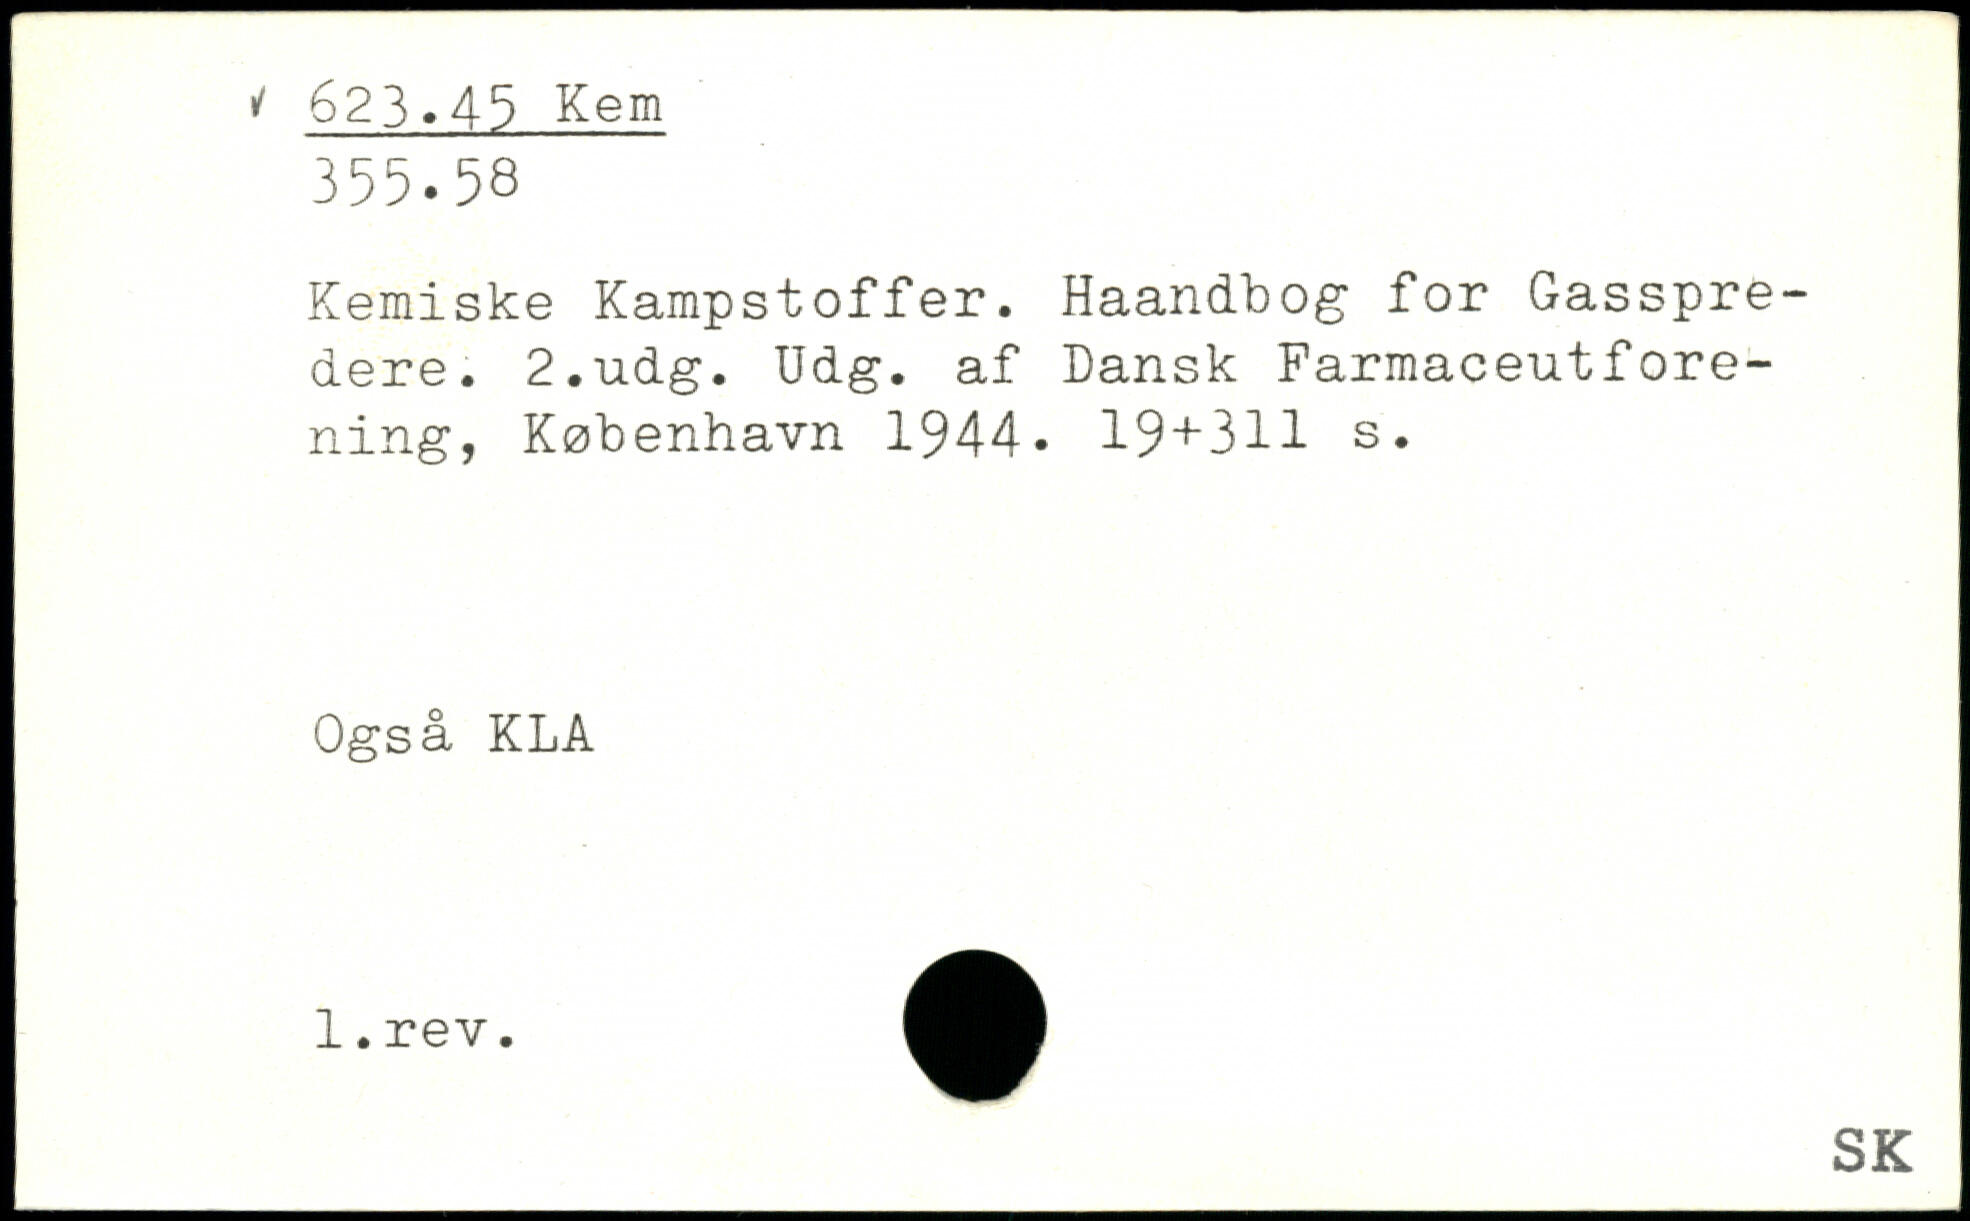 623.45 Kem
355.58
Kemiske Kampstoffer. Haandbog for Gasspre-
dere. 2.udg. Udg. af Dansk Farmaceutfore-
ning, København 1944. 19+311 s.
Også KLA
1.rev.
SK